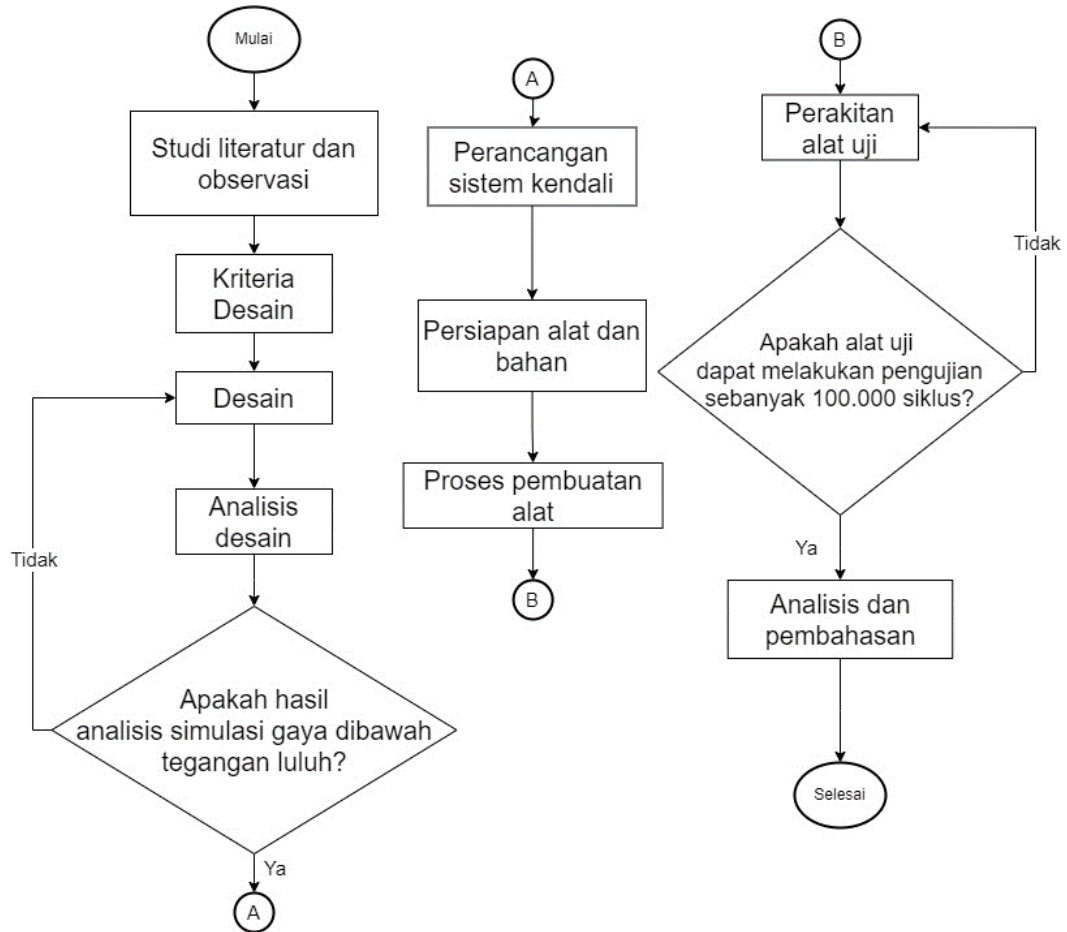 Mulai
Studi literatur dan
observasi
Kriteria
Desain
Desain
Analisis
desain
Tidak
Apakah hasil
analisis simulasi gaya dibawah
tegangan luluh?
Ya
A
A
Perancangan
sistem kendali
Persiapan alat dan
bahan
Proses pembuatan
alat
B
B
Perakitan
alat uji
Tidak
Apakah alat uji
dapat melakukan pengujian
sebanyak 100.000 siklus?
Ya
Analisis dan
pembahasan
Selesai